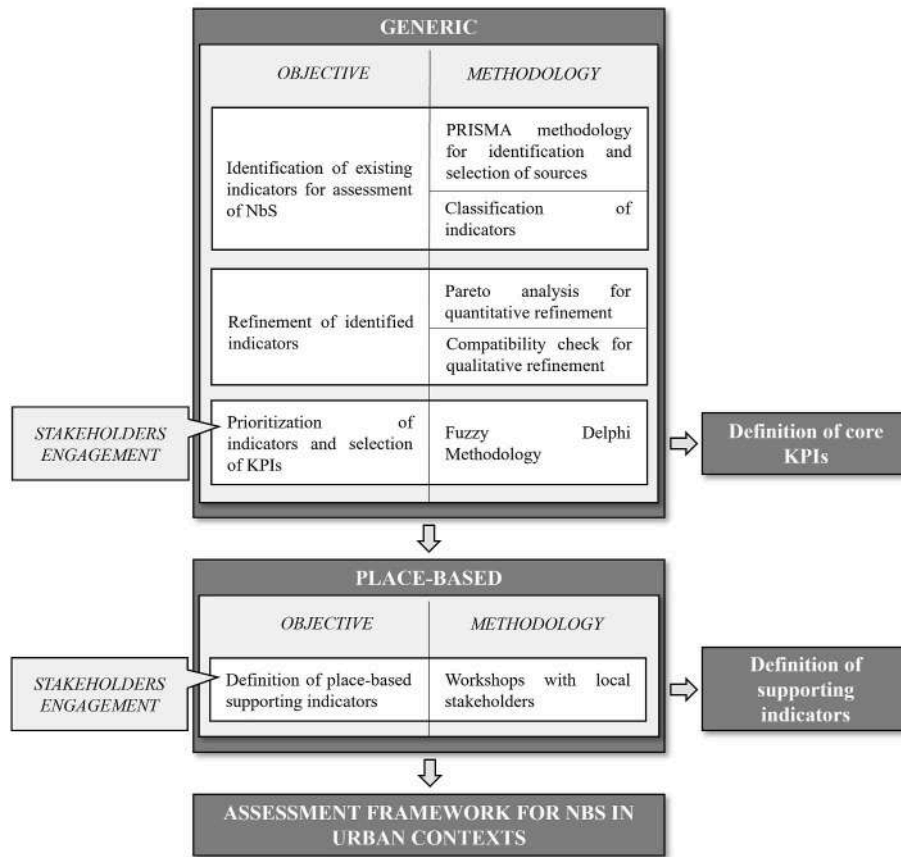 GENERIC
OBJECTIVE
METHODOLOGY
Identification of existing
indicators for assessment
of NbS
PRISMA methodology
for identification and
selection of sources
Classification of
indicators
Refinement of identified
indicators
Pareto analysis for
quantitative refinement
Compatibility check for
qualitative refinement
STAKEHOLDERS
ENGAGEMENT
Prioritization of
indicators and selection
of KPIs
Fuzzy Delphi
Methodology
Definition of core
KPIs
PLACE-BASED
OBJECTIVE
METHODOLOGY
STAKEHOLDERS
ENGAGEMENT
Definition of place-based
supporting indicators
Workshops with local
stakeholders
Definition of
supporting
indicators
ASSESSMENT FRAMEWORK FOR NBS IN
URBAN CONTEXTS